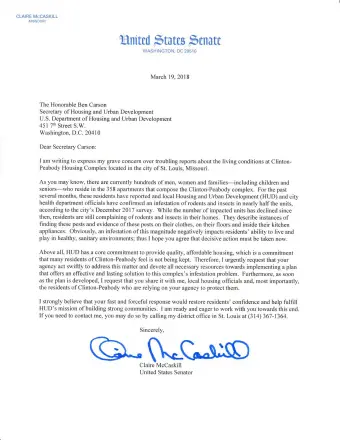 CLAIRE McCASKILL
MISSOURI
United States Senate
WASHINGTON, DC 20510
March 19, 2018
The Honorable Ben Carson
Secretary of Housing and Urban Development
U.S. Department of Housing and Urban Development
451 7th Street S.W.
Washington, D.C. 20410
Dear Secretary Carson:
I am writing to express my grave concern over troubling reports about the living conditions at Clinton-
Peabody Housing Complex located in the city of St. Louis, Missouri.
As you may know, there are currently hundreds of men, women and families—including children and
seniors—who reside in the 358 apartments that compose the Clinton-Peabody complex. For the past
several months, these residents have reported and local Housing and Urban Development (HUD) and city
health department officials have confirmed an infestation of rodents and insects in nearly half the units,
according to the city's December 2017 survey. While the number of impacted units has declined since
then, residents are still complaining of rodents and insects in their homes. They describe instances of
finding these pests and evidence of these pests on their clothes, on their floors and inside their kitchen
appliances. Obviously, an infestation of this magnitude negatively impacts residents' ability to live and
play in healthy, sanitary environments; thus I hope you agree that decisive action must be taken now.
Above all, HUD has a core commitment to provide quality, affordable housing, which is a commitment
that many residents of Clinton-Peabody feel is not being kept. Therefore, I urgently request that your
agency act swiftly to address this matter and devote all necessary resources towards implementing a plan
that offers an effective and lasting solution to this complex's infestation problem. Furthermore, as soon
as the plan is developed, I request that you share it with me, local housing officials and, most importantly,
the residents of Clinton-Peabody who are relying on your agency to protect them.
I strongly believe that your fast and forceful response would restore residents' confidence and help fulfill
HUD's mission of building strong communities. I am ready and eager to work with you towards this end.
If you need to contact me, you may do so by calling my district office in St. Louis at (314) 367-1364.
Sincerely,
Claire McCaskill
Claire McCaskill
United States Senator